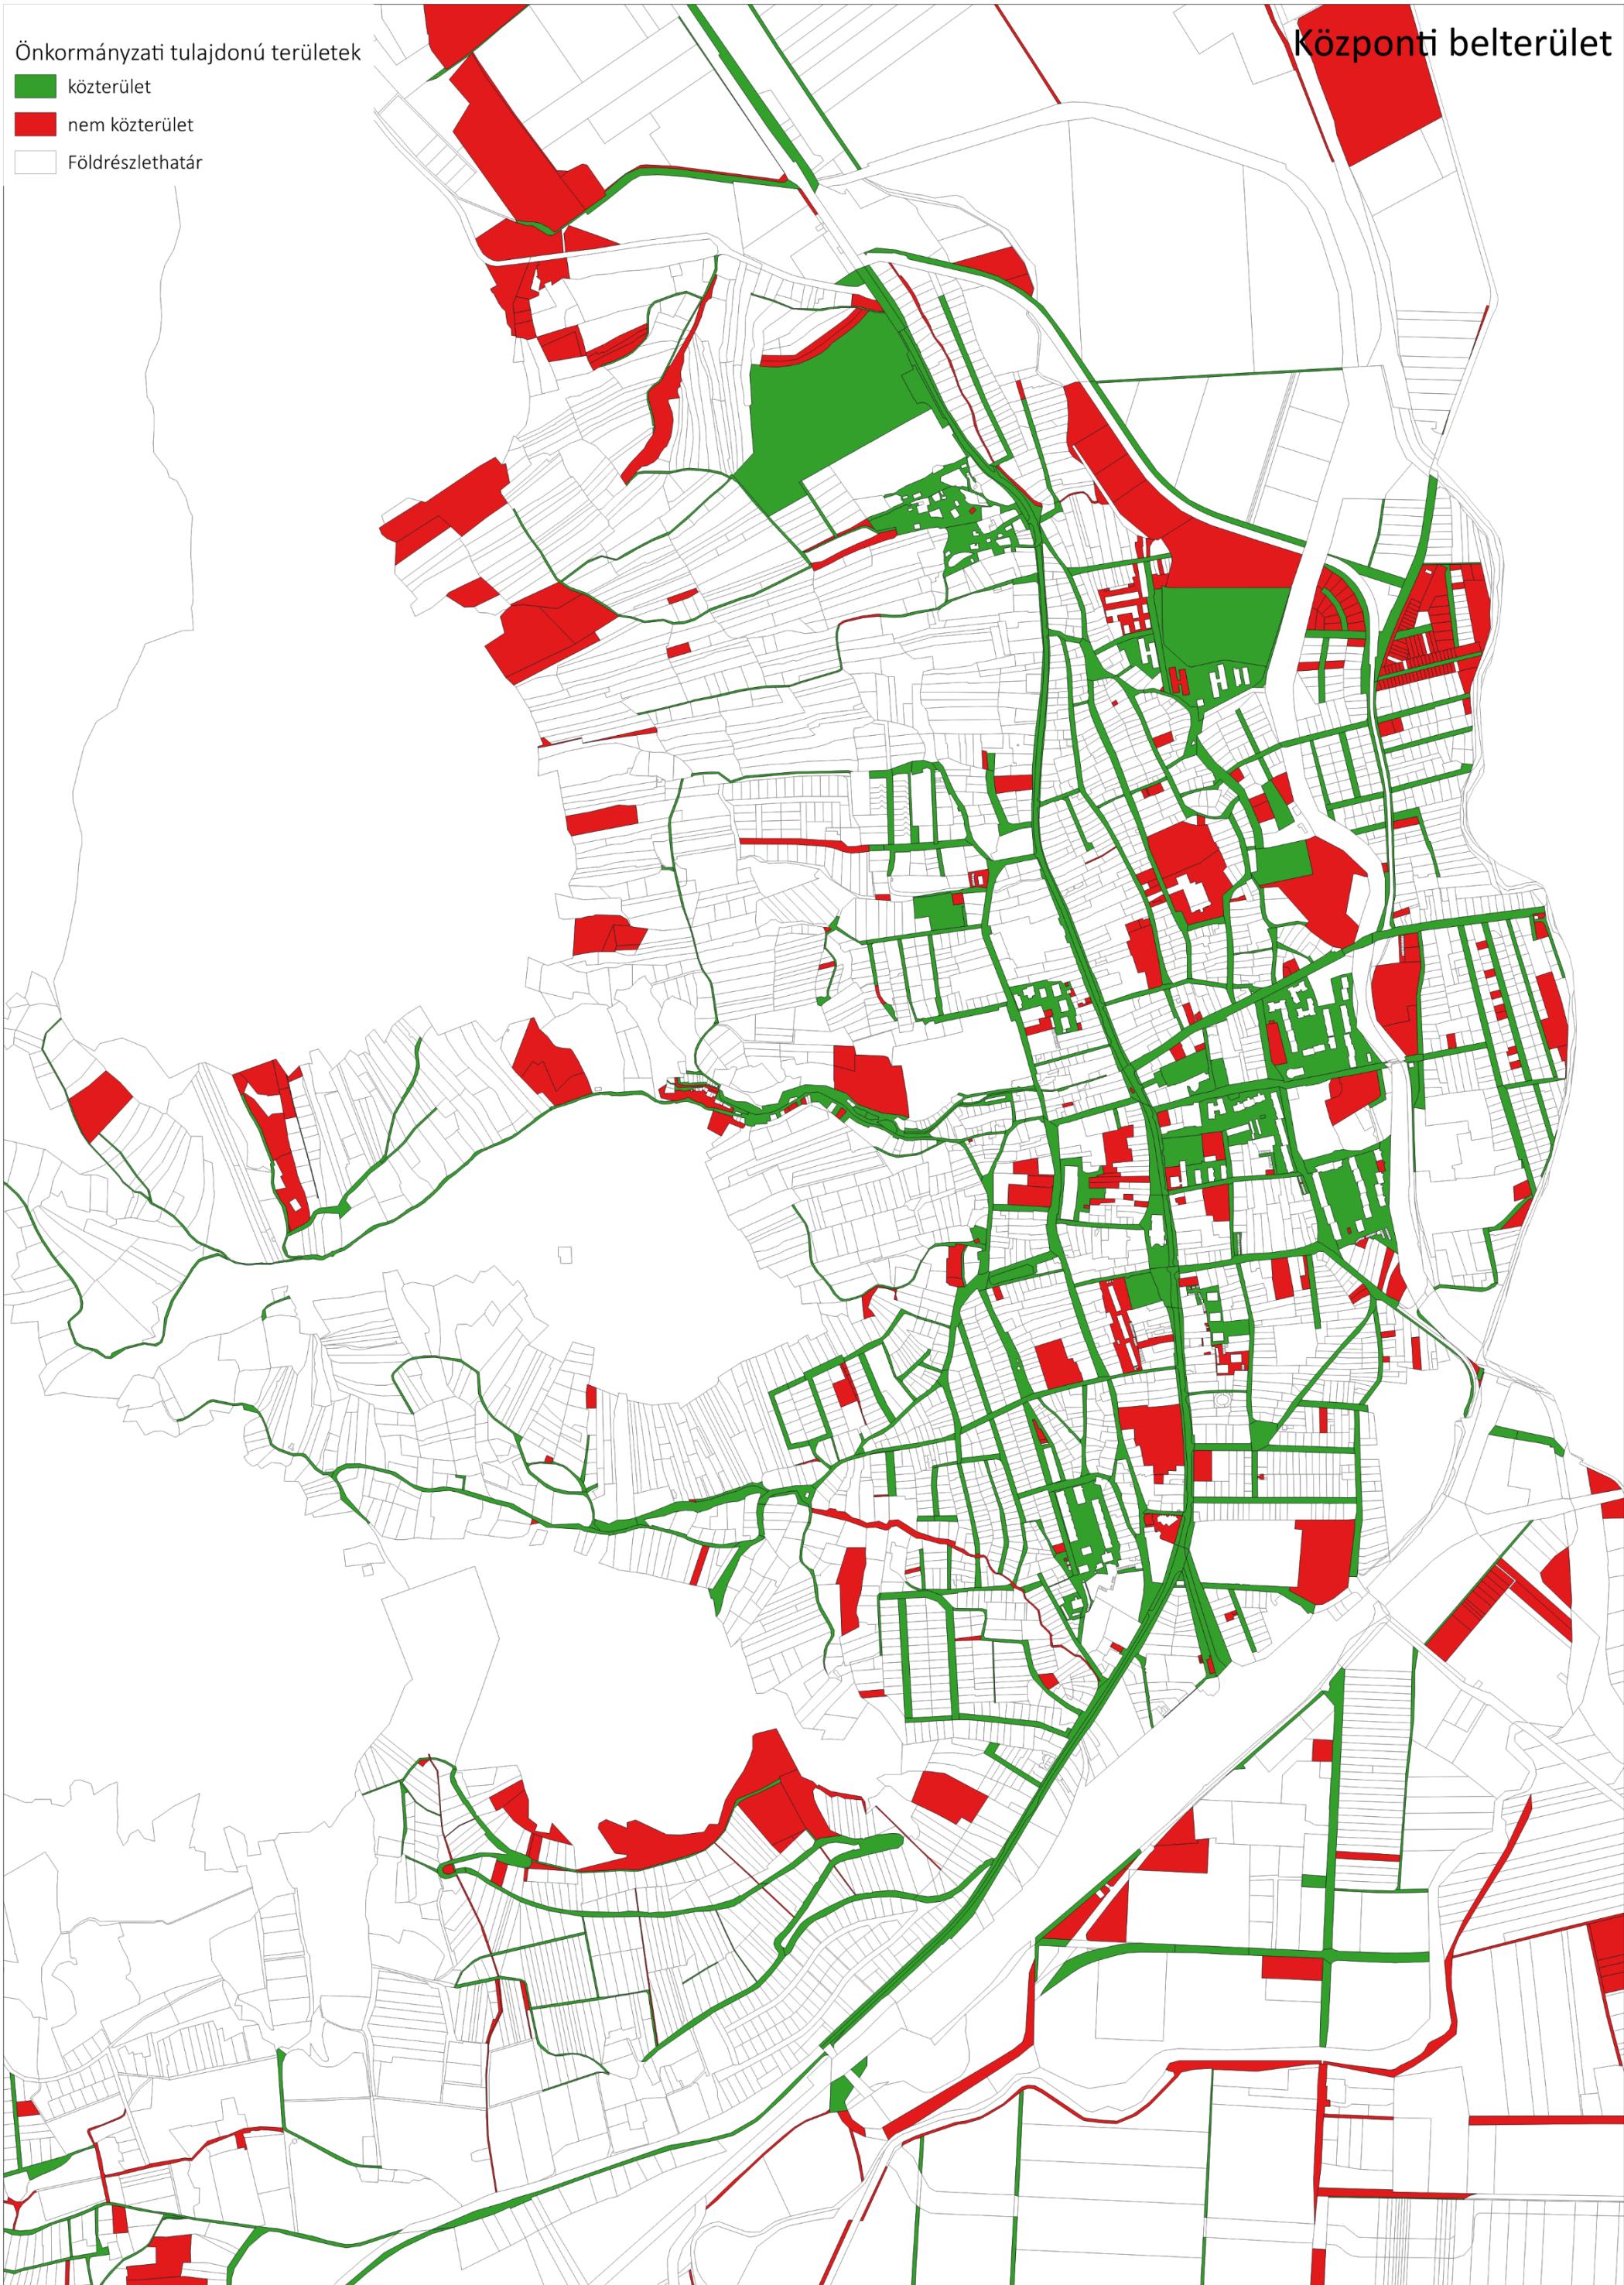 Önkormányzati tulajdonú területek
közterület
nem közterület
Földrészlethatár
Központi belterület